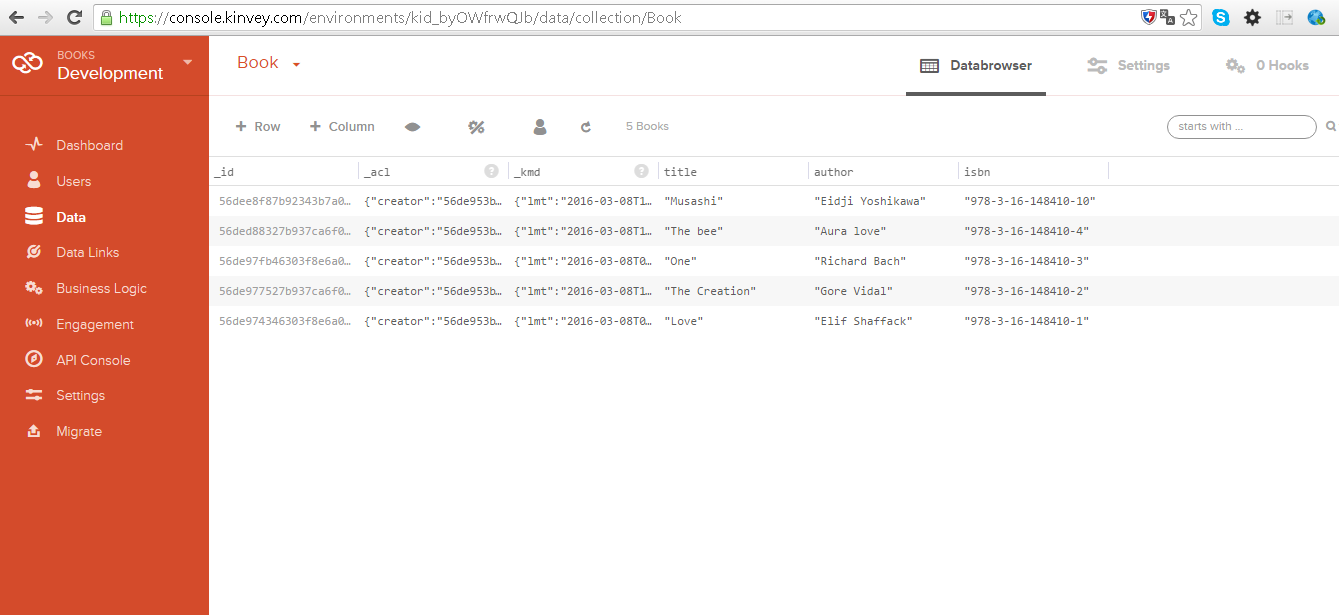 https://console.kinvey.com/environments/kid_byOWfrwQJb/data/collection/Book
BOOKS
Development
Dashboard
Users
Data
Data Links
Business Logic
Engagement
API Console
Settings
Migrate
Book
Databrowser
Settings
0 Hooks
+ Row
+ Column
5 Books
starts with ...
_id _acl ? _kmd ? title author isbn
56dee8f87b92343b7a0… {"creator":"56de953b… {"lmt":"2016-03-08T1… "Musashi" "Eidji Yoshikawa" "978-3-16-148410-10"
56ded88327b937ca6f0… {"creator":"56de953b… {"lmt":"2016-03-08T1… "The bee" "Aura love" "978-3-16-148410-4"
56de97fb46303f8e6a0… {"creator":"56de953b… {"lmt":"2016-03-08T0… "One" "Richard Bach" "978-3-16-148410-3"
56de977527b937ca6f0… {"creator":"56de953b… {"lmt":"2016-03-08T1… "The Creation" "Gore Vidal" "978-3-16-148410-2"
56de974346303f8e6a0… {"creator":"56de953b… {"lmt":"2016-03-08T0… "Love" "Elif Shaffack" "978-3-16-148410-1"